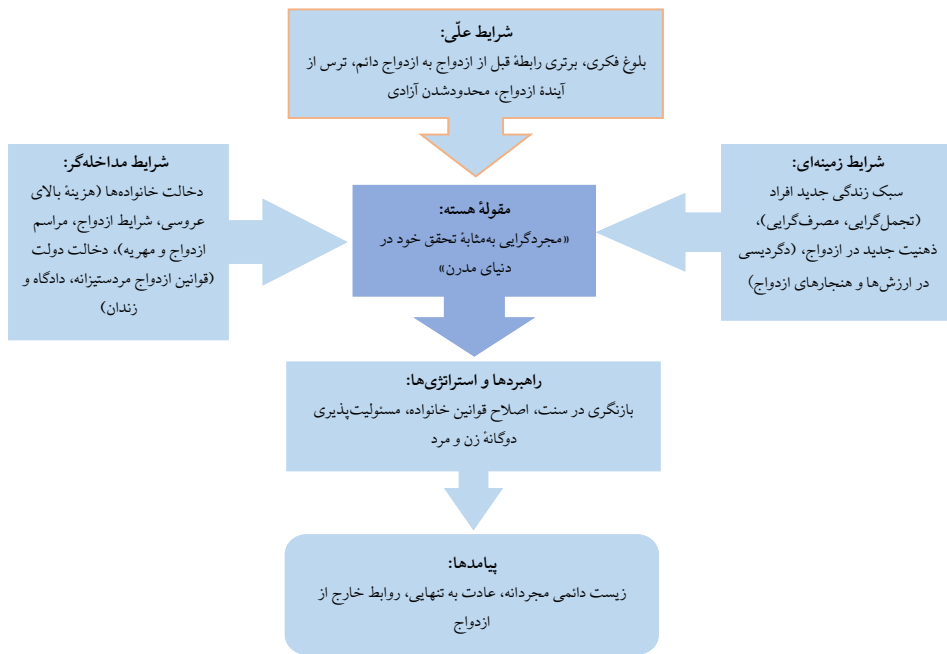 شرایط علّی:
بلوغ فکری، برتری رابطهٔ قبل از ازدواج به ازدواج دائم، ترس از
آیندهٔ ازدواج، محدودشدن آزادی
شرایط زمینه‌ای:
سبک زندگی جدید افراد
(تجمل‌گرایی، مصرف‌گرایی)،
ذهنیت جدید در ازدواج، (دگردیسی
در ارزش‌ها و هنجارهای ازدواج)
مقولهٔ هسته:
«مجردگرایی به‌مثابهٔ تحقق خود در
دنیای مدرن»
شرایط مداخله‌گر:
دخالت خانواده‌ها (هزینهٔ بالای
عروسی، شرایط ازدواج، مراسم
ازدواج و مهریه)، دخالت دولت
(قوانین ازدواج مردستیزانه، دادگاه و
زندان)
راهبردها و استراتژی‌ها:
بازنگری در سنت، اصلاح قوانین خانواده، مسئولیت‌پذیری
دوگانهٔ زن و مرد
پیامدها:
زیست دائمی مجردانه، عادت به تنهایی، روابط خارج از
ازدواج